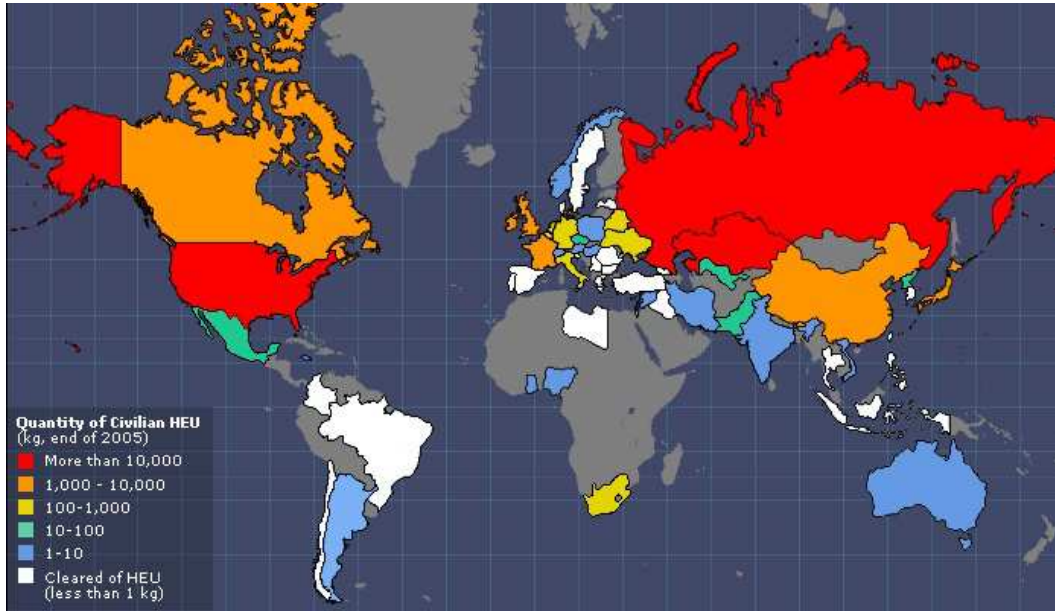 Quantity of Civilian HEU
(kg, end of 2005)
More than 10,000
1,000 - 10,000
100-1,000
10-100
1-10
Cleared of HEU
(less than 1 kg)